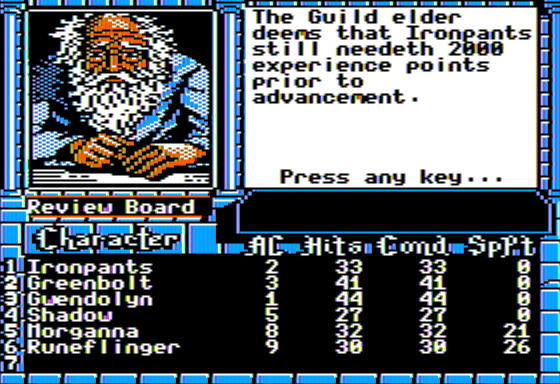 The Guild elder
deems that Ironpants
still needeth 2000
experience points
prior to
advancement.
Press any key...
Review Board
Character AC Hits Cond SpPt
1 Ironpants 2 33 33 0
2 Greenbolt 3 41 41 0
3 Gwendolyn 1 44 44 0
4 Shadow 5 27 27 0
5 Morganna 8 32 32 21
6 Runeflinger 9 30 30 26
7